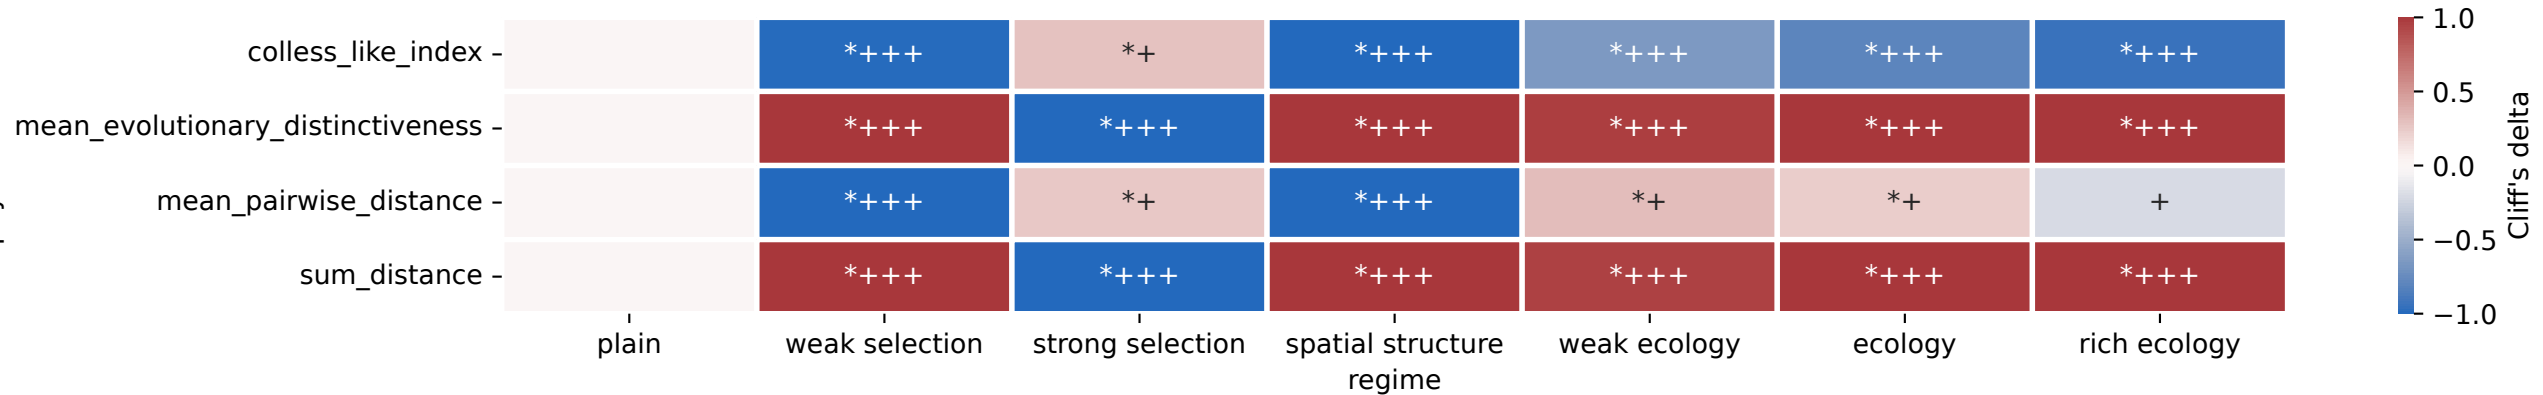 colless_like_index
*+++ *+ *+++ *+++ *+++ *+++
mean_evolutionary_distinctiveness
*+++ *+++ *+++ *+++ *+++ *+++
mean_pairwise_distance
*+++ *+ *+++ *+ *+ +
sum_distance
*+++ *+++ *+++ *+++ *+++ *+++
plain weak selection strong selection spatial structure weak ecology ecology rich ecology
regime
1.0
0.5
0.0
−0.5
−1.0
Cliff's delta